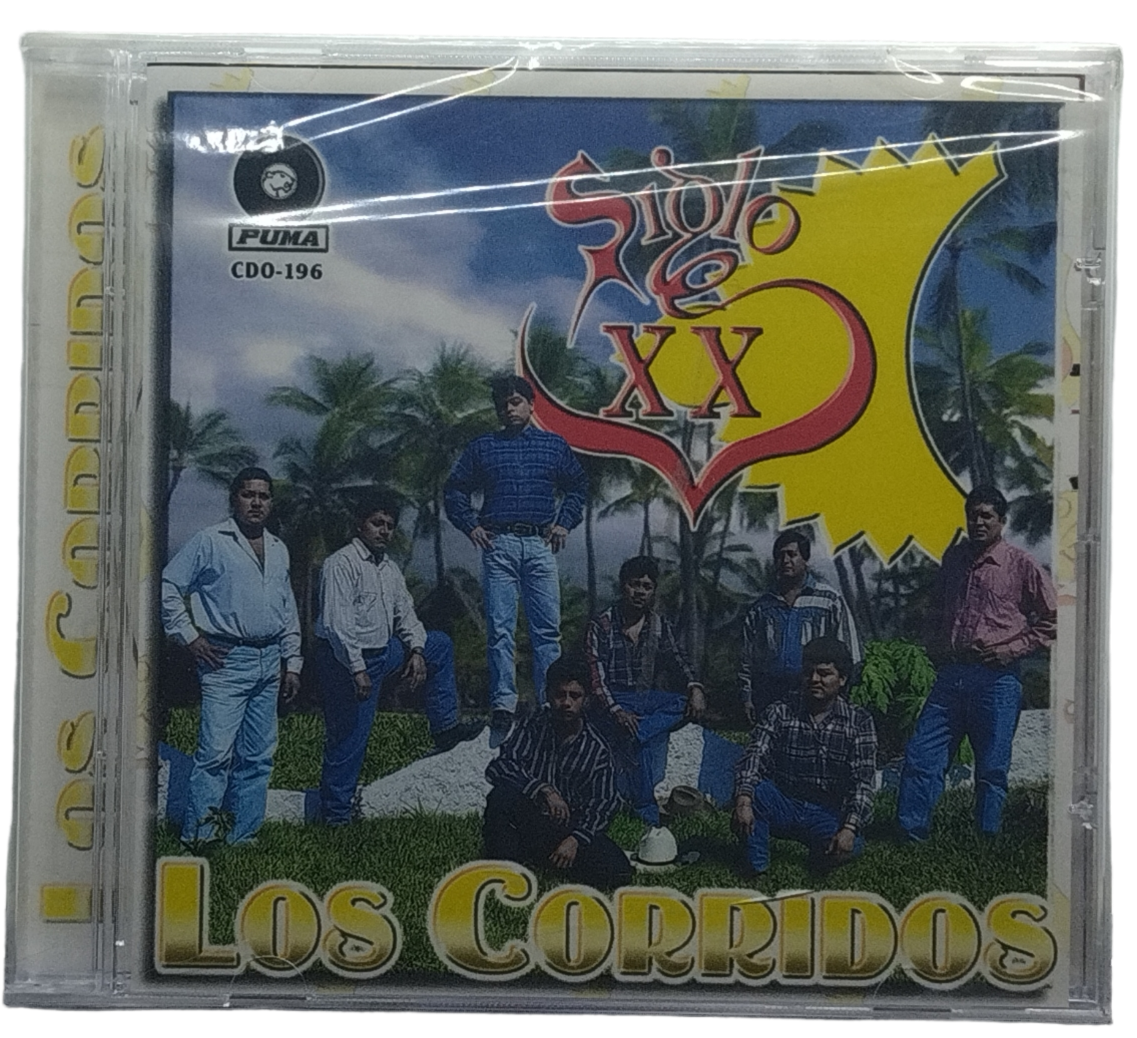 PUMA
CDO-196
Siglo
XX
LOS CORRIDOS
LOS CORRIDOS